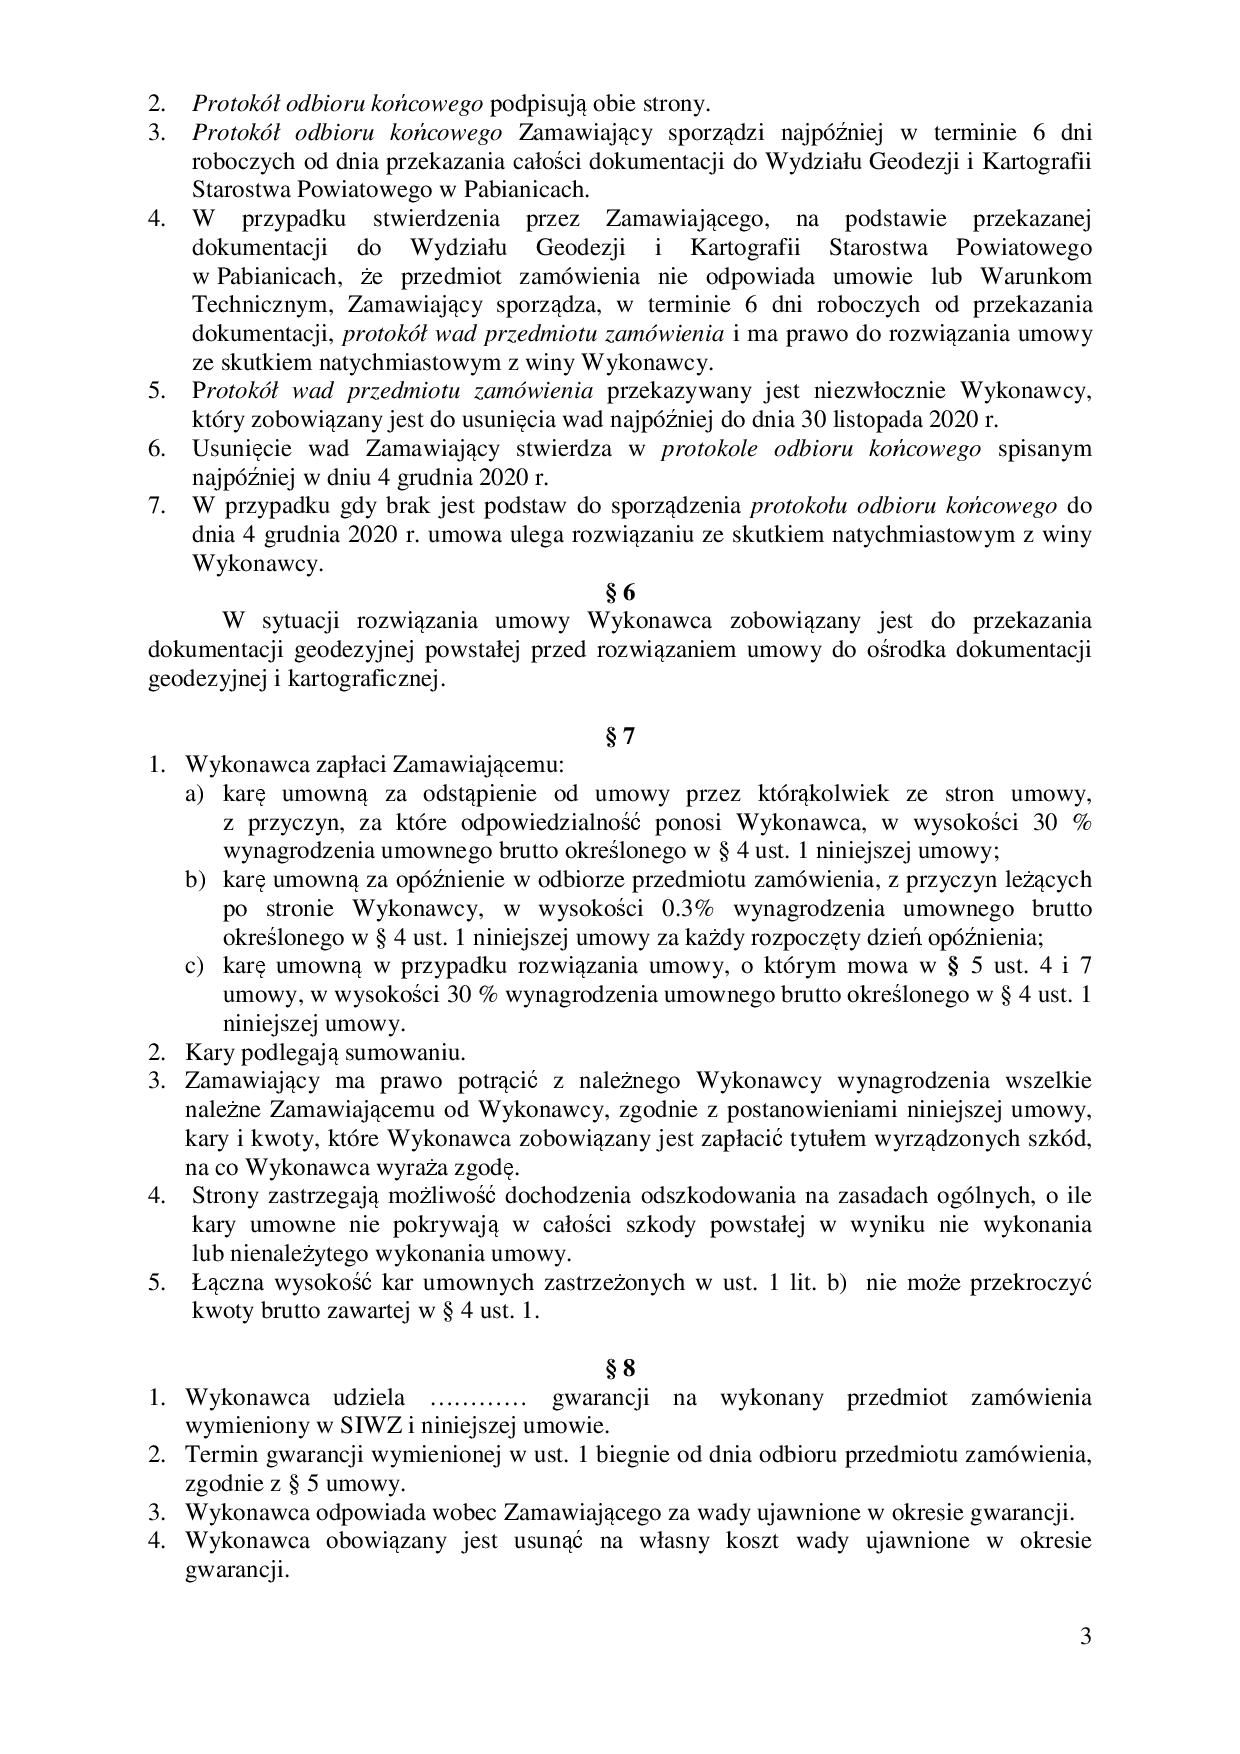 2. Protokół odbioru końcowego podpisują obie strony.
3. Protokół odbioru końcowego Zamawiający sporządzi najpóźniej w terminie 6 dni
roboczych od dnia przekazania całości dokumentacji do Wydziału Geodezji i Kartografii
Starostwa Powiatowego w Pabianicach.
4. W przypadku stwierdzenia przez Zamawiającego, na podstawie przekazanej
dokumentacji do Wydziału Geodezji i Kartografii Starostwa Powiatowego
w Pabianicach, że przedmiot zamówienia nie odpowiada umowie lub Warunkom
Technicznym, Zamawiający sporządza, w terminie 6 dni roboczych od przekazania
dokumentacji, protokół wad przedmiotu zamówienia i ma prawo do rozwiązania umowy
ze skutkiem natychmiastowym z winy Wykonawcy.
5. Protokół wad przedmiotu zamówienia przekazywany jest niezwłocznie Wykonawcy,
który zobowiązany jest do usunięcia wad najpóźniej do dnia 30 listopada 2020 r.
6. Usunięcie wad Zamawiający stwierdza w protokole odbioru końcowego spisanym
najpóźniej w dniu 4 grudnia 2020 r.
7. W przypadku gdy brak jest podstaw do sporządzenia protokołu odbioru końcowego do
dnia 4 grudnia 2020 r. umowa ulega rozwiązaniu ze skutkiem natychmiastowym z winy
Wykonawcy.
§ 6
W sytuacji rozwiązania umowy Wykonawca zobowiązany jest do przekazania
dokumentacji geodezyjnej powstałej przed rozwiązaniem umowy do ośrodka dokumentacji
geodezyjnej i kartograficznej.
§ 7
1. Wykonawca zapłaci Zamawiającemu:
a) karę umowną za odstąpienie od umowy przez którąkolwiek ze stron umowy,
z przyczyn, za które odpowiedzialność ponosi Wykonawca, w wysokości 30 %
wynagrodzenia umownego brutto określonego w § 4 ust. 1 niniejszej umowy;
b) karę umowną za opóźnienie w odbiorze przedmiotu zamówienia, z przyczyn leżących
po stronie Wykonawcy, w wysokości 0.3% wynagrodzenia umownego brutto
określonego w § 4 ust. 1 niniejszej umowy za każdy rozpoczęty dzień opóźnienia;
c) karę umowną w przypadku rozwiązania umowy, o którym mowa w § 5 ust. 4 i 7
umowy, w wysokości 30 % wynagrodzenia umownego brutto określonego w § 4 ust. 1
niniejszej umowy.
2. Kary podlegają sumowaniu.
3. Zamawiający ma prawo potrącić z należnego Wykonawcy wynagrodzenia wszelkie
należne Zamawiającemu od Wykonawcy, zgodnie z postanowieniami niniejszej umowy,
kary i kwoty, które Wykonawca zobowiązany jest zapłacić tytułem wyrządzonych szkód,
na co Wykonawca wyraża zgodę.
4. Strony zastrzegają możliwość dochodzenia odszkodowania na zasadach ogólnych, o ile
kary umowne nie pokrywają w całości szkody powstałej w wyniku nie wykonania
lub nienależytego wykonania umowy.
5. Łączna wysokość kar umownych zastrzeżonych w ust. 1 lit. b) nie może przekroczyć
kwoty brutto zawartej w § 4 ust. 1.
§ 8
1. Wykonawca udziela ………… gwarancji na wykonany przedmiot zamówienia
wymieniony w SIWZ i niniejszej umowie.
2. Termin gwarancji wymienionej w ust. 1 biegnie od dnia odbioru przedmiotu zamówienia,
zgodnie z § 5 umowy.
3. Wykonawca odpowiada wobec Zamawiającego za wady ujawnione w okresie gwarancji.
4. Wykonawca obowiązany jest usunąć na własny koszt wady ujawnione w okresie
gwarancji.
3